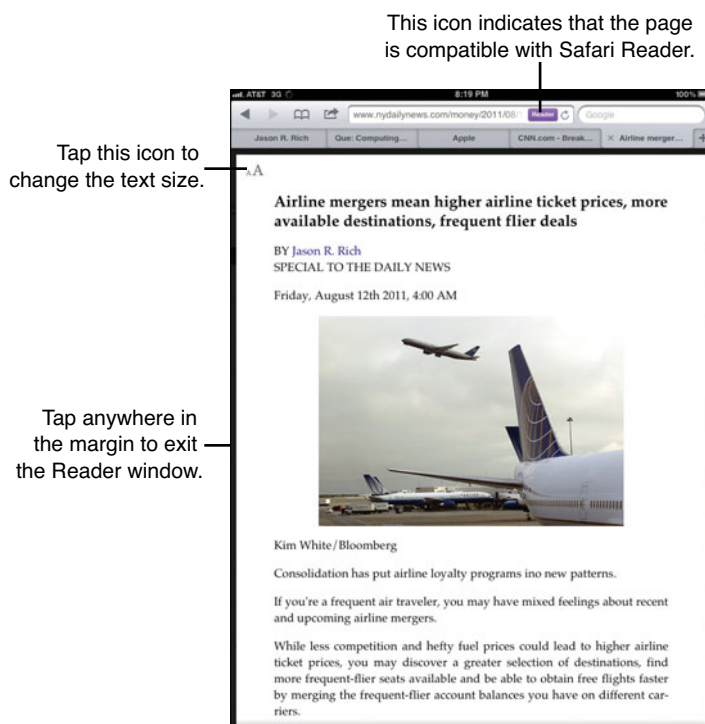 This icon indicates that the page
is compatible with Safari Reader.
AT&T 3G
8:19 PM
100%
www.nydailynews.com/money/2011/08/
Reader
Google
Jason R. Rich
Que: Computing...
Apple
CNN.com - Break...
Airline merger...
Tap this icon to
change the text size.
AA
Airline mergers mean higher airline ticket prices, more
available destinations, frequent flier deals
BY Jason R. Rich
SPECIAL TO THE DAILY NEWS
Friday, August 12th 2011, 4:00 AM
Tap anywhere in
the margin to exit
the Reader window.
Kim White/Bloomberg
Consolidation has put airline loyalty programs ino new patterns.
If you're a frequent air traveler, you may have mixed feelings about recent
and upcoming airline mergers.
While less competition and hefty fuel prices could lead to higher airline
ticket prices, you may discover a greater selection of destinations, find
more frequent-flier seats available and be able to obtain free flights faster
by merging the frequent-flier account balances you have on different car-
riers.